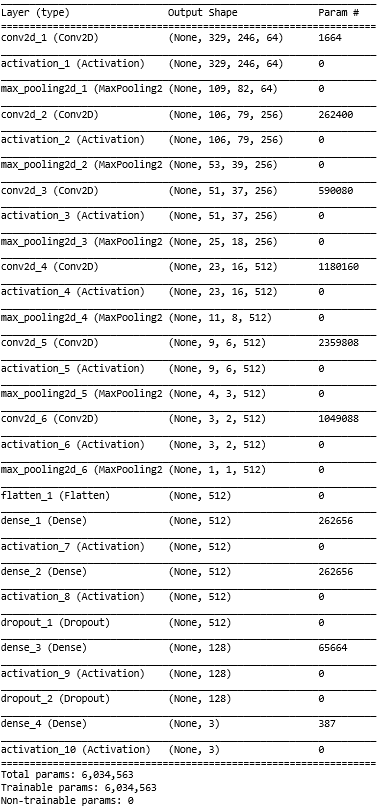 Layer (type) Output Shape Param #
conv2d_1 (Conv2D) (None, 329, 246, 64) 1664
activation_1 (Activation) (None, 329, 246, 64) 0
max_pooling2d_1 (MaxPooling2 (None, 109, 82, 64) 0
conv2d_2 (Conv2D) (None, 106, 79, 256) 262400
activation_2 (Activation) (None, 106, 79, 256) 0
max_pooling2d_2 (MaxPooling2 (None, 53, 39, 256) 0
conv2d_3 (Conv2D) (None, 51, 37, 256) 590080
activation_3 (Activation) (None, 51, 37, 256) 0
max_pooling2d_3 (MaxPooling2 (None, 25, 18, 256) 0
conv2d_4 (Conv2D) (None, 23, 16, 512) 1180160
activation_4 (Activation) (None, 23, 16, 512) 0
max_pooling2d_4 (MaxPooling2 (None, 11, 8, 512) 0
conv2d_5 (Conv2D) (None, 9, 6, 512) 2359808
activation_5 (Activation) (None, 9, 6, 512) 0
max_pooling2d_5 (MaxPooling2 (None, 4, 3, 512) 0
conv2d_6 (Conv2D) (None, 3, 2, 512) 1049088
activation_6 (Activation) (None, 3, 2, 512) 0
max_pooling2d_6 (MaxPooling2 (None, 1, 1, 512) 0
flatten_1 (Flatten) (None, 512) 0
dense_1 (Dense) (None, 512) 262656
activation_7 (Activation) (None, 512) 0
dense_2 (Dense) (None, 512) 262656
activation_8 (Activation) (None, 512) 0
dropout_1 (Dropout) (None, 512) 0
dense_3 (Dense) (None, 128) 65664
activation_9 (Activation) (None, 128) 0
dropout_2 (Dropout) (None, 128) 0
dense_4 (Dense) (None, 3) 387
activation_10 (Activation) (None, 3) 0
Total params: 6,034,563
Trainable params: 6,034,563
Non-trainable params: 0